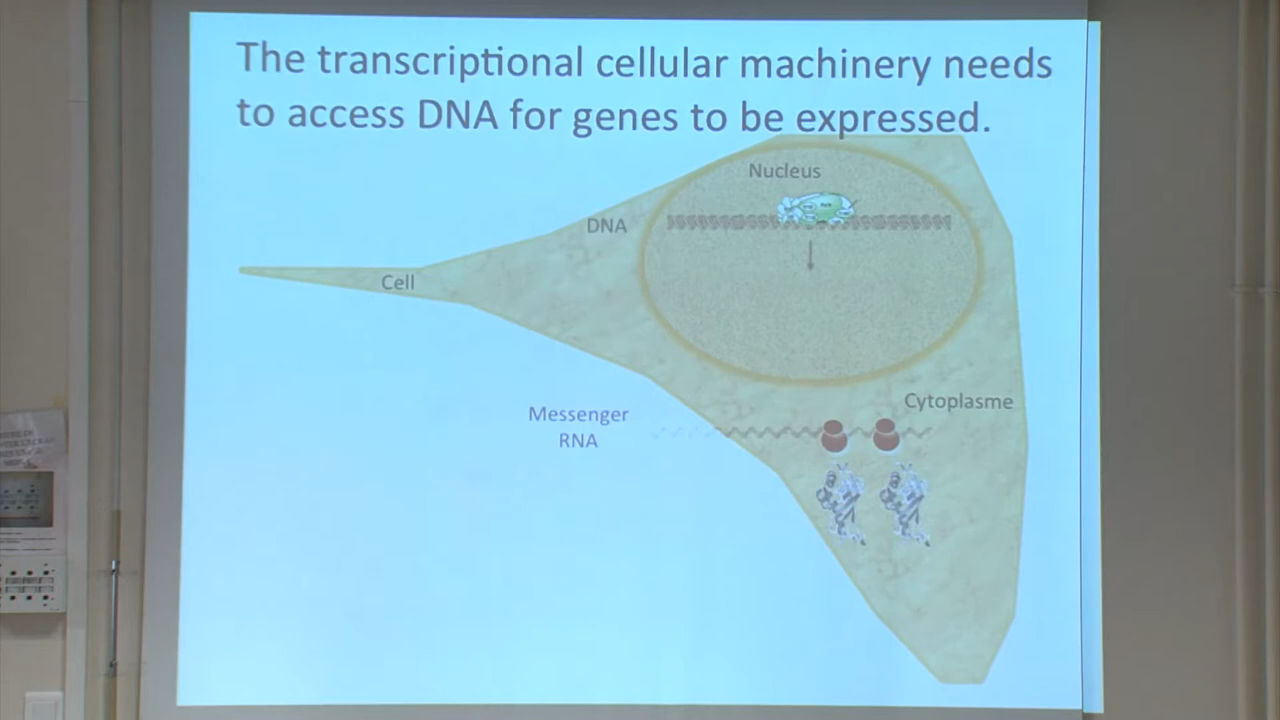 The transcriptional cellular machinery needs
to access DNA for genes to be expressed.
Nucleus
DNA
Cell
Cytoplasme
Messenger
RNA